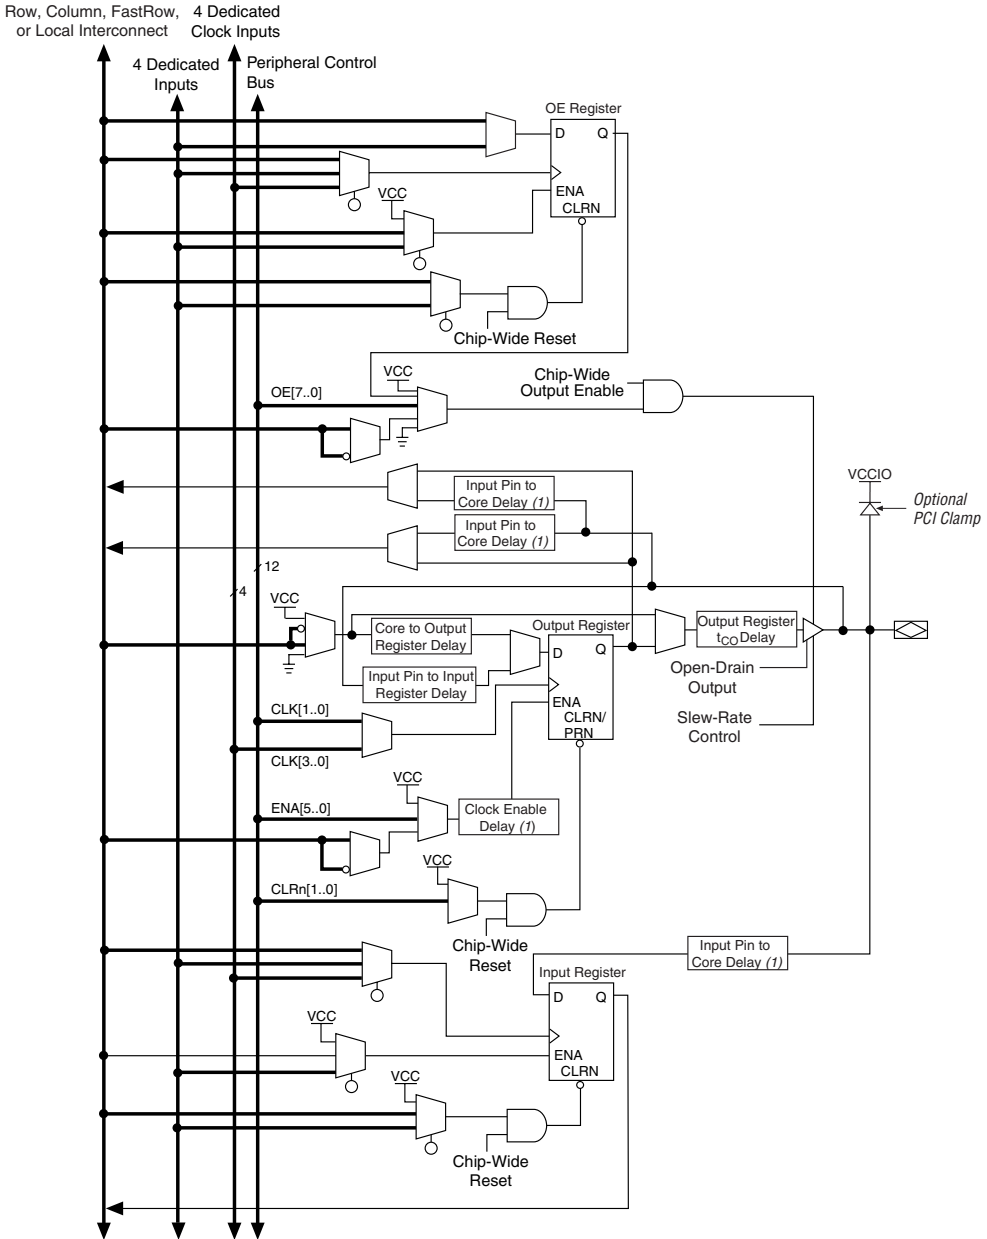 Row, Column, FastRow,
or Local Interconnect
4 Dedicated
Clock Inputs
4 Dedicated
Inputs
Peripheral Control
Bus
OE Register
D
Q
ENA
CLRN
VCC
Chip-Wide Reset
VCC
OE[7..0]
Chip-Wide
Output Enable
Input Pin to
Core Delay (1)
Input Pin to
Core Delay (1)
VCCIO
Optional
PCI Clamp
12
4
VCC
Core to Output
Register Delay
Input Pin to Input
Register Delay
Output Register
D
Q
ENA
CLRN/
PRN
Output Register
tCO Delay
Open-Drain
Output
Slew-Rate
Control
CLK[1..0]
CLK[3..0]
VCC
ENA[5..0]
Clock Enable
Delay (1)
VCC
CLRn[1..0]
Chip-Wide
Reset
Input Pin to
Core Delay (1)
Input Register
D
Q
ENA
CLRN
VCC
VCC
Chip-Wide
Reset